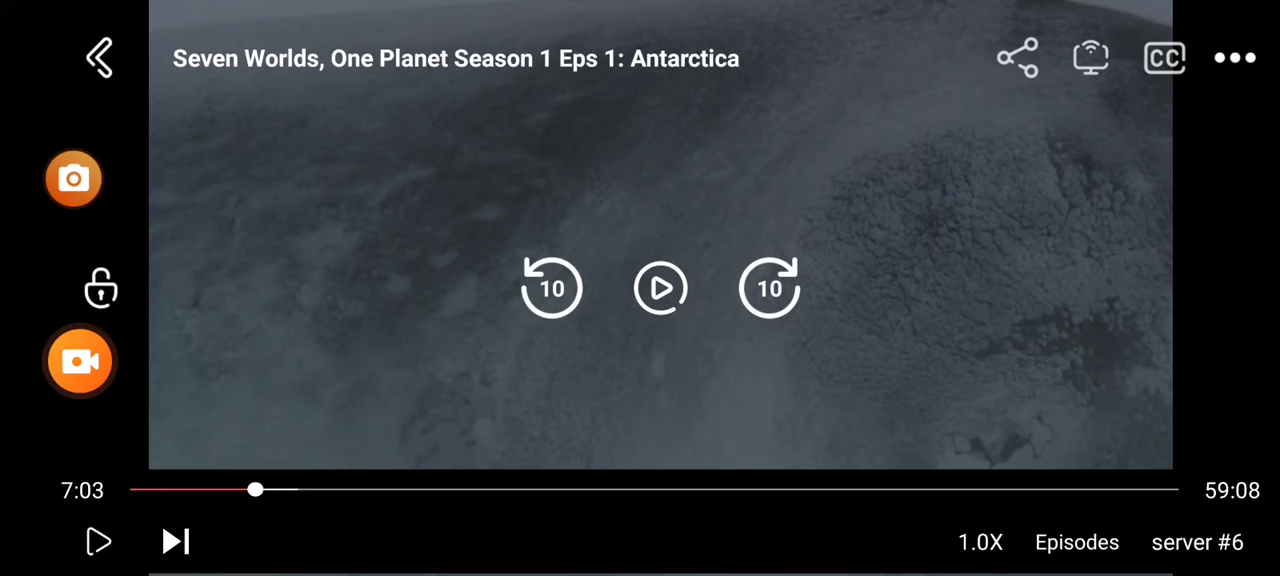 Seven Worlds, One Planet Season 1 Eps 1: Antarctica
CC
10
10
7:03
59:08
1.0X
Episodes
server #6